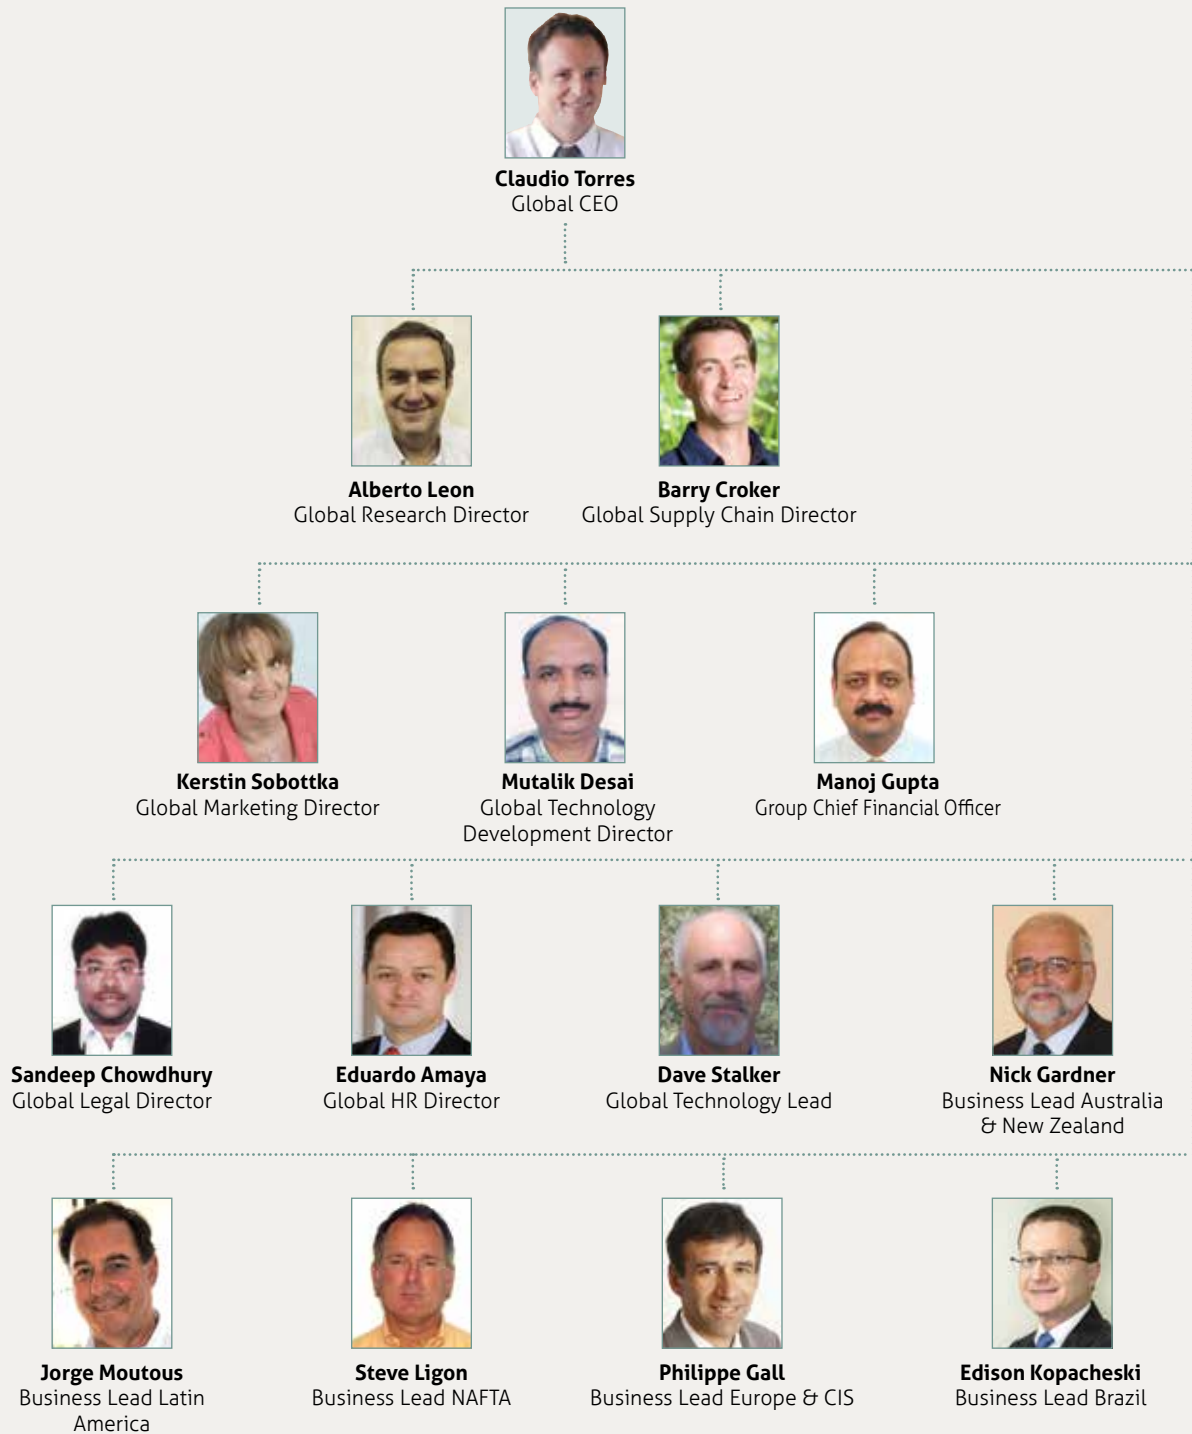 Claudio Torres
Global CEO
Alberto Leon
Global Research Director
Barry Croker
Global Supply Chain Director
Kerstin Sobottka
Global Marketing Director
Mutalik Desai
Global Technology
Development Director
Manoj Gupta
Group Chief Financial Officer
Sandeep Chowdhury
Global Legal Director
Eduardo Amaya
Global HR Director
Dave Stalker
Global Technology Lead
Nick Gardner
Business Lead Australia
& New Zealand
Jorge Moutous
Business Lead Latin
America
Steve Ligon
Business Lead NAFTA
Philippe Gall
Business Lead Europe & CIS
Edison Kopacheski
Business Lead Brazil